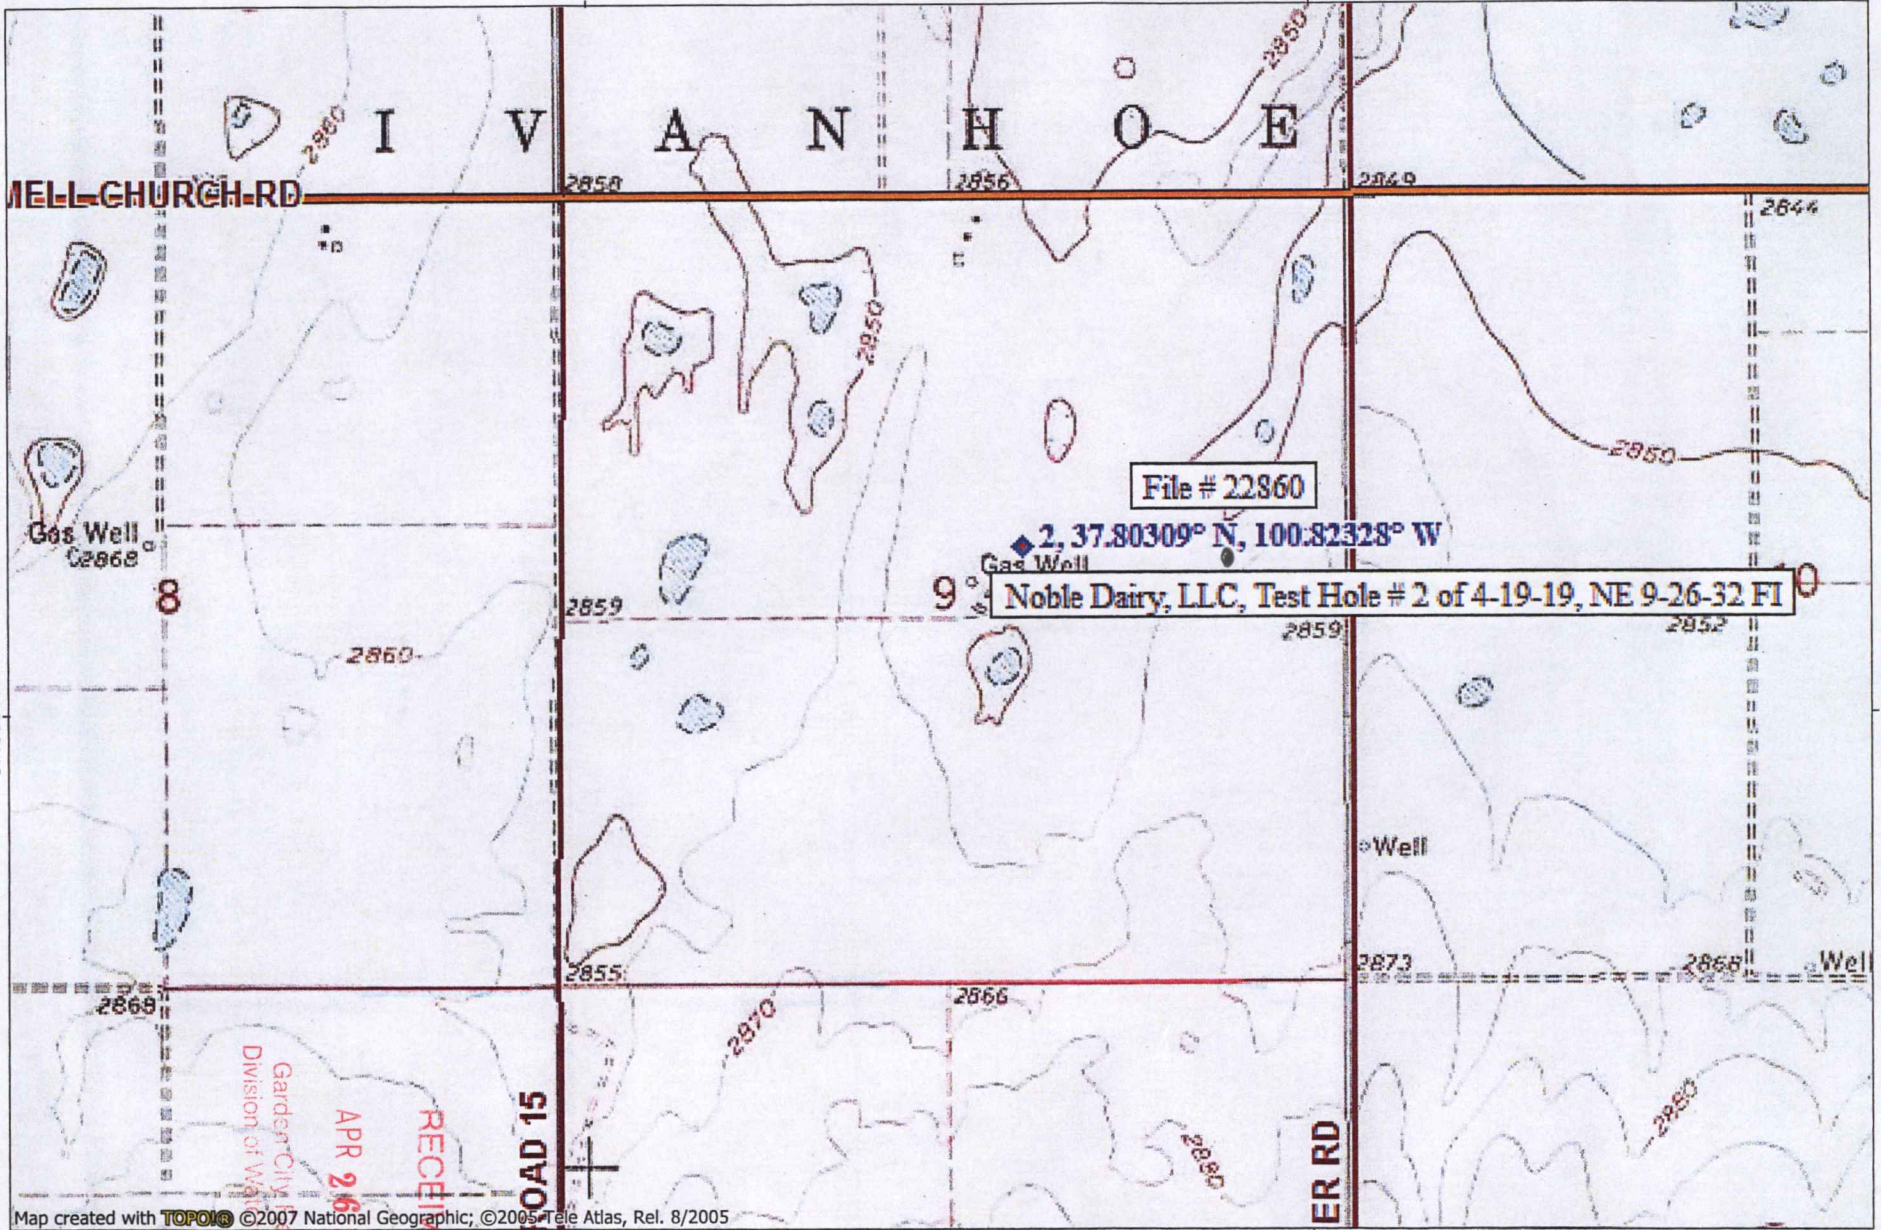 2850
2860
I V A N H O E
2858
2856
2849
MELL CHURCH RD
2844
2850
2850
File # 22860
2, 37.80309° N, 100.82328° W
Gas Well
2868
Gas Well
8
9
10
2859
Noble Dairy, LLC, Test Hole # 2 of 4-19-19, NE 9-26-32 FI
2859
2852
2860
Well
2855
2873
2868
Well
2868
2866
2870
2880
2880
Garden City
Division of
APR 26
RECEIV
OAD 15
ER RD
Map created with TOPO!® ©2007 National Geographic; ©2005 Tele Atlas, Rel. 8/2005